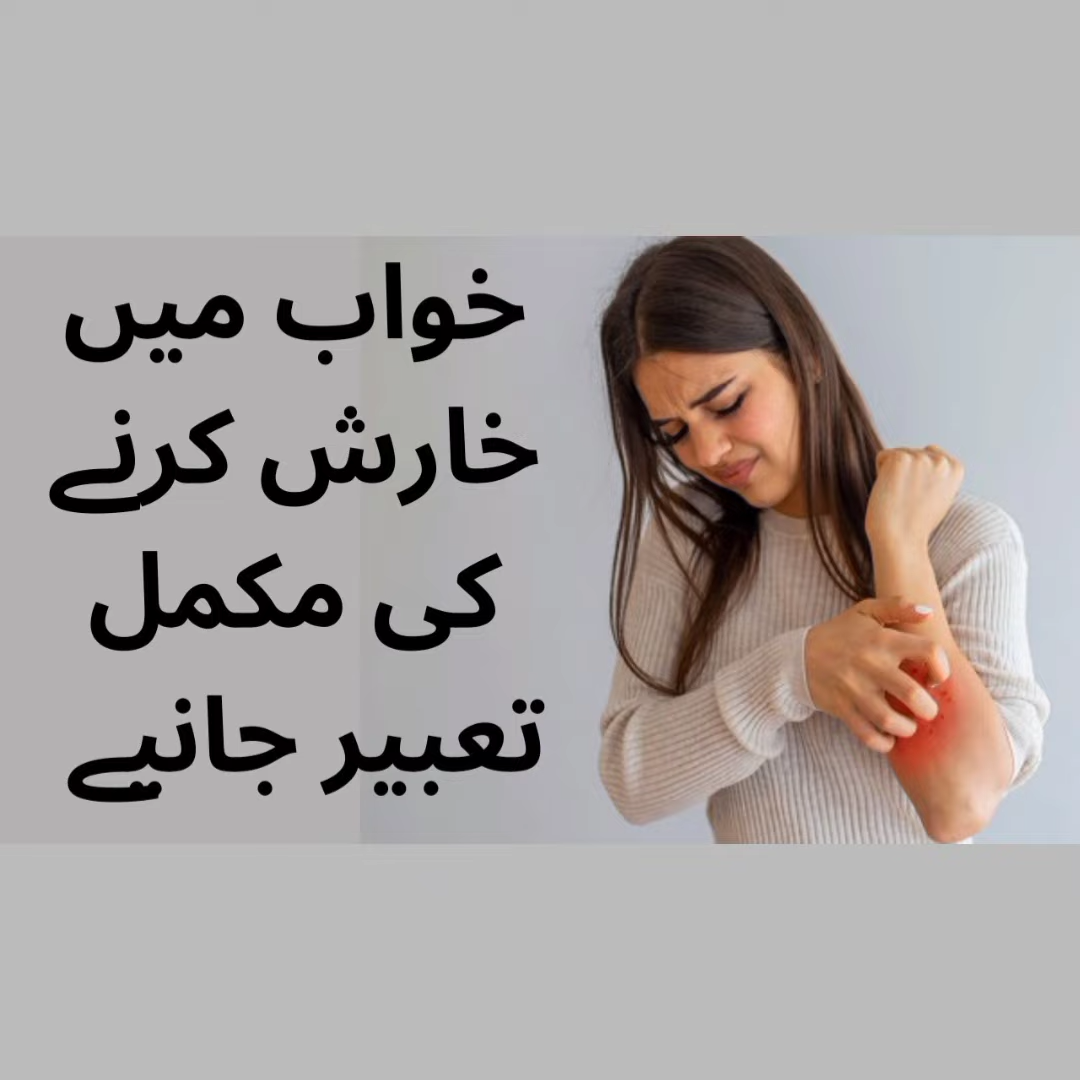 خواب میں
خارش کرنے
کی مکمل
تعبیر جانیے